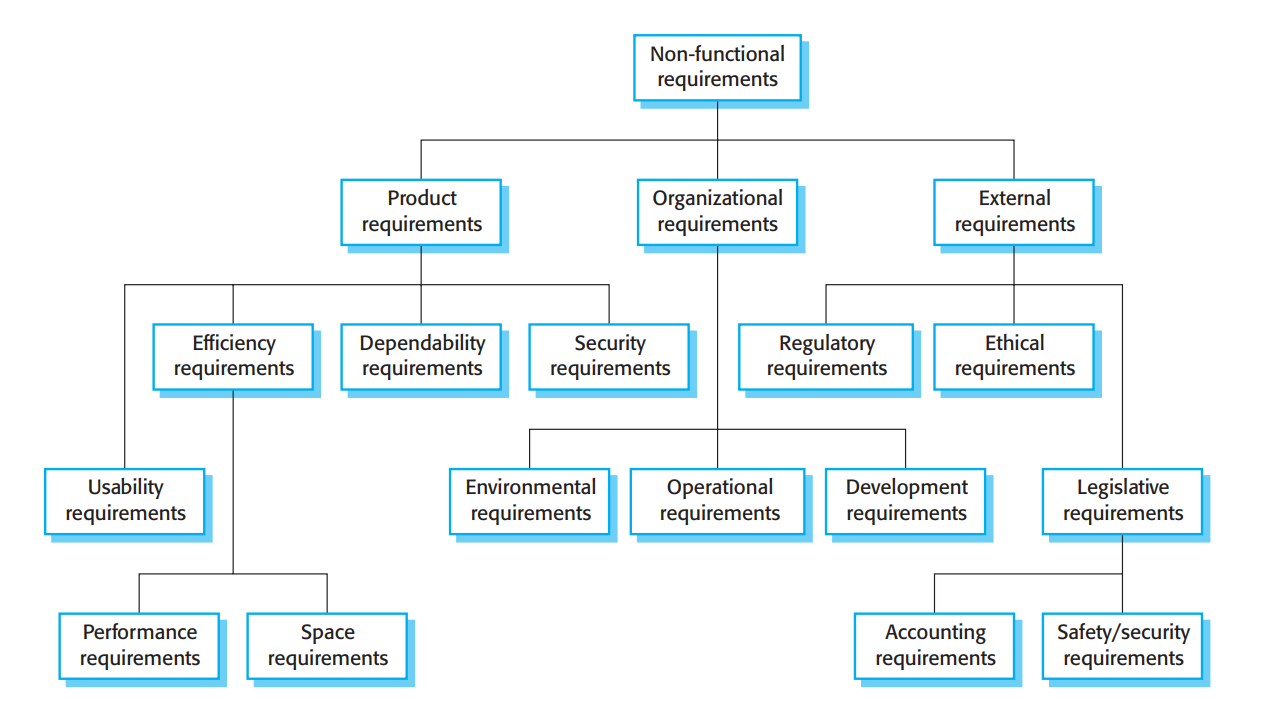 Non-functional
requirements
Product
requirements
Organizational
requirements
External
requirements
Efficiency
requirements
Dependability
requirements
Security
requirements
Regulatory
requirements
Ethical
requirements
Usability
requirements
Environmental
requirements
Operational
requirements
Development
requirements
Legislative
requirements
Performance
requirements
Space
requirements
Accounting
requirements
Safety/security
requirements